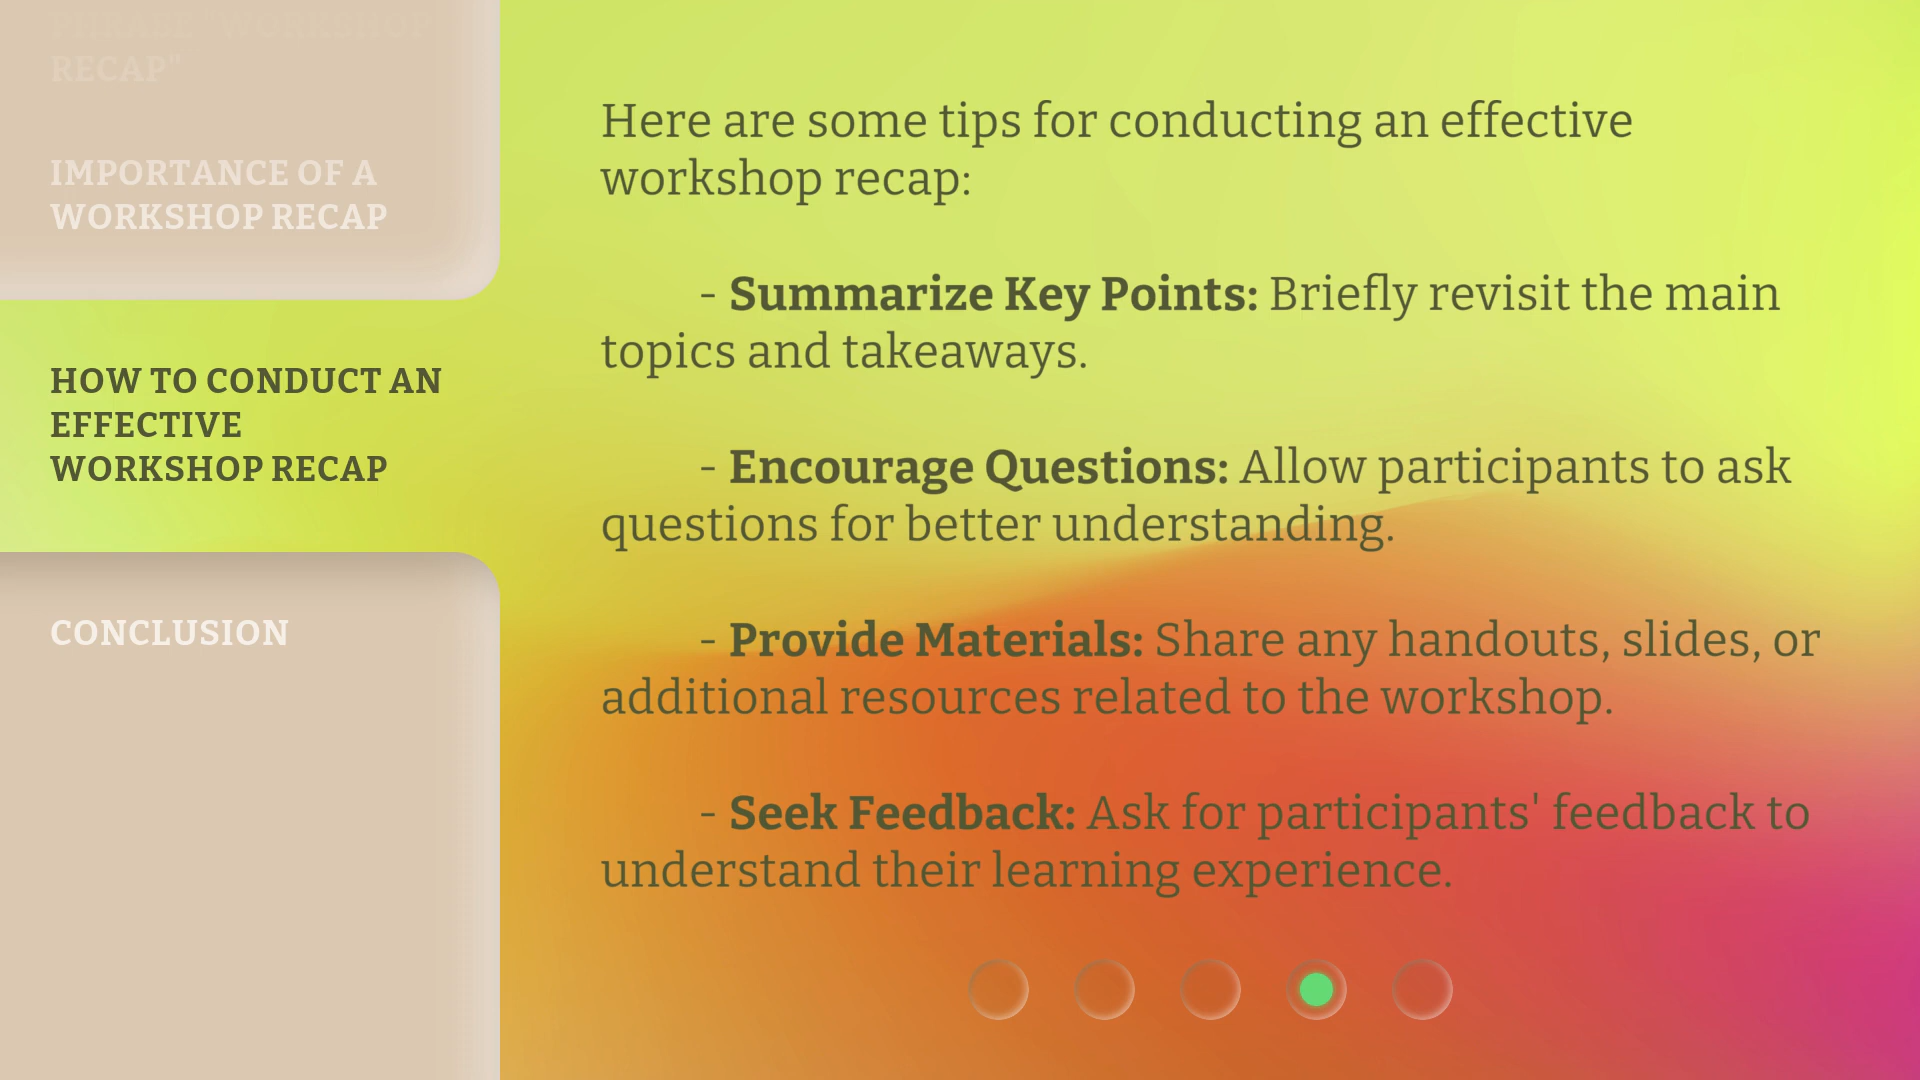 PHRASE "WORKSHOP
RECAP"
IMPORTANCE OF A
WORKSHOP RECAP
HOW TO CONDUCT AN
EFFECTIVE
WORKSHOP RECAP
CONCLUSION
Here are some tips for conducting an effective
workshop recap:
- Summarize Key Points: Briefly revisit the main
topics and takeaways.
- Encourage Questions: Allow participants to ask
questions for better understanding.
- Provide Materials: Share any handouts, slides, or
additional resources related to the workshop.
- Seek Feedback: Ask for participants' feedback to
understand their learning experience.